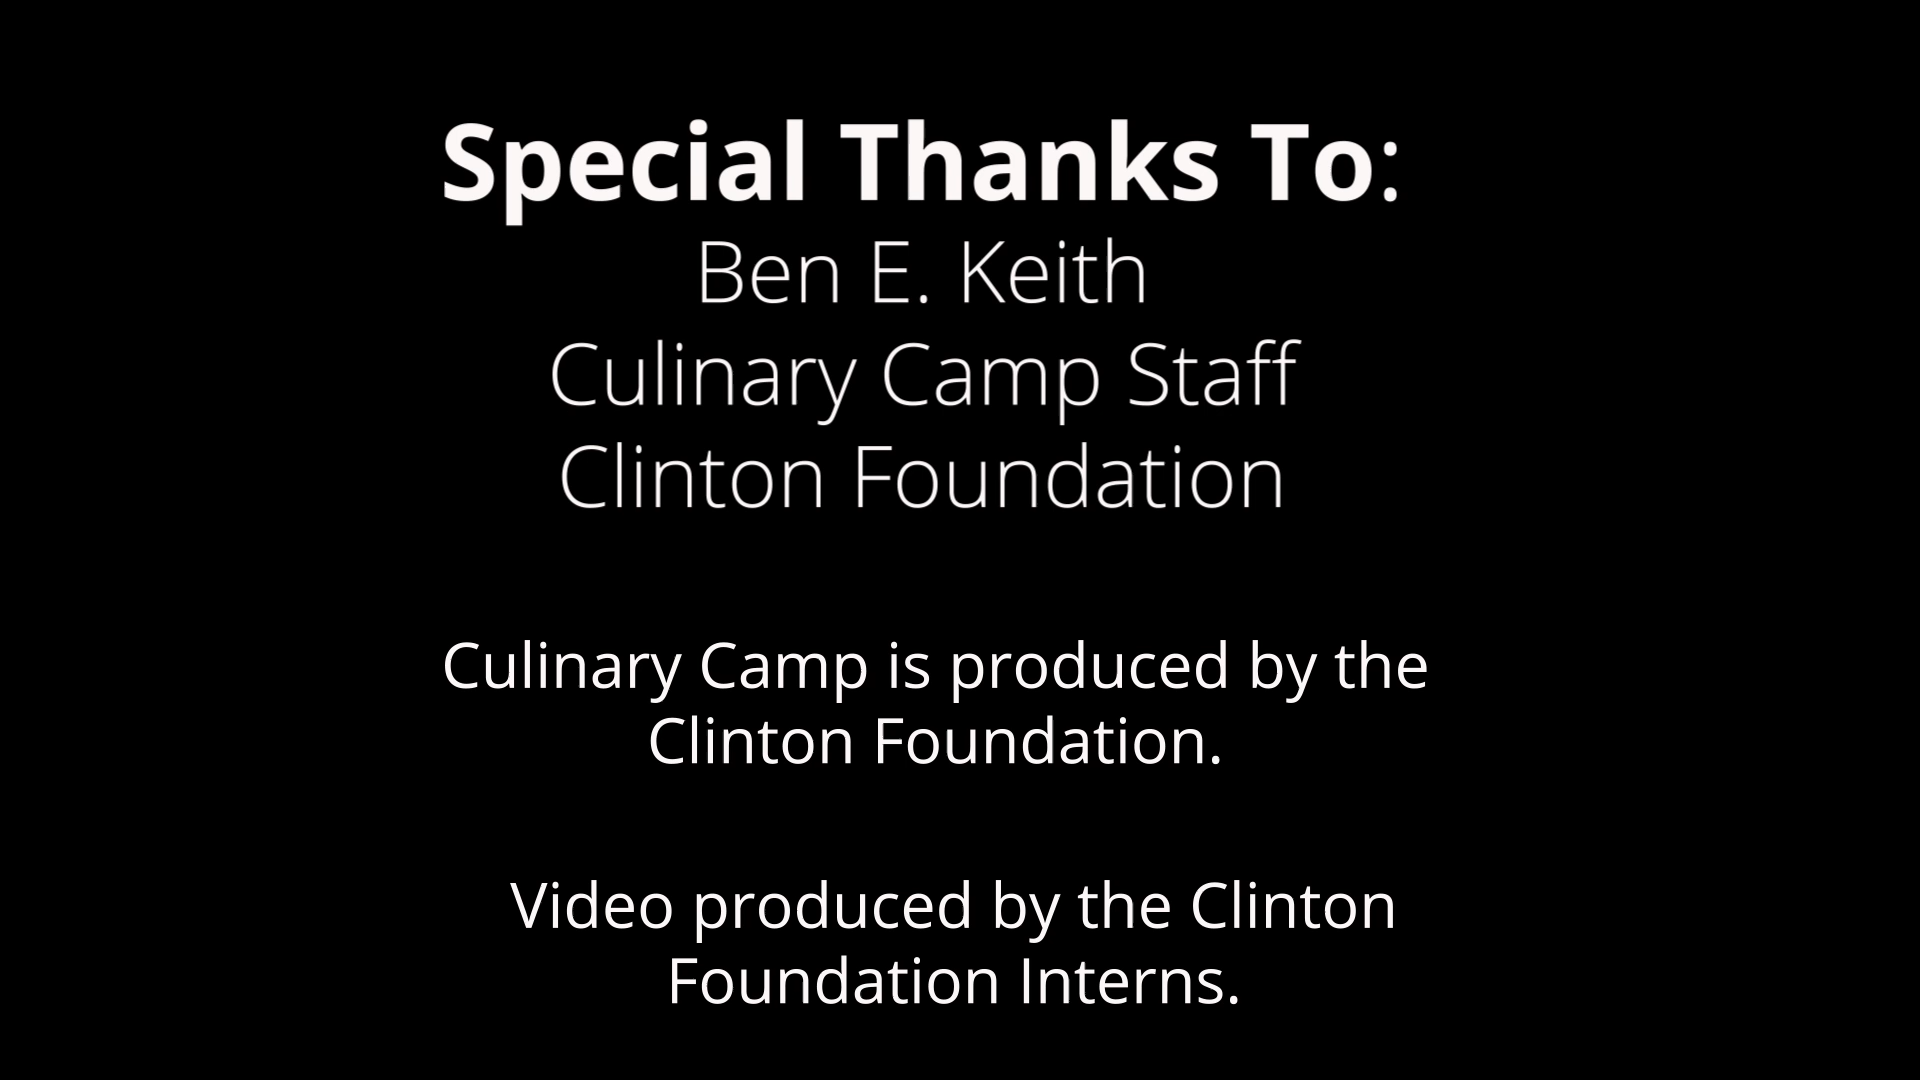 Special Thanks To:
Ben E. Keith
Culinary Camp Staff
Clinton Foundation
Culinary Camp is produced by the
Clinton Foundation.
Video produced by the Clinton
Foundation Interns.